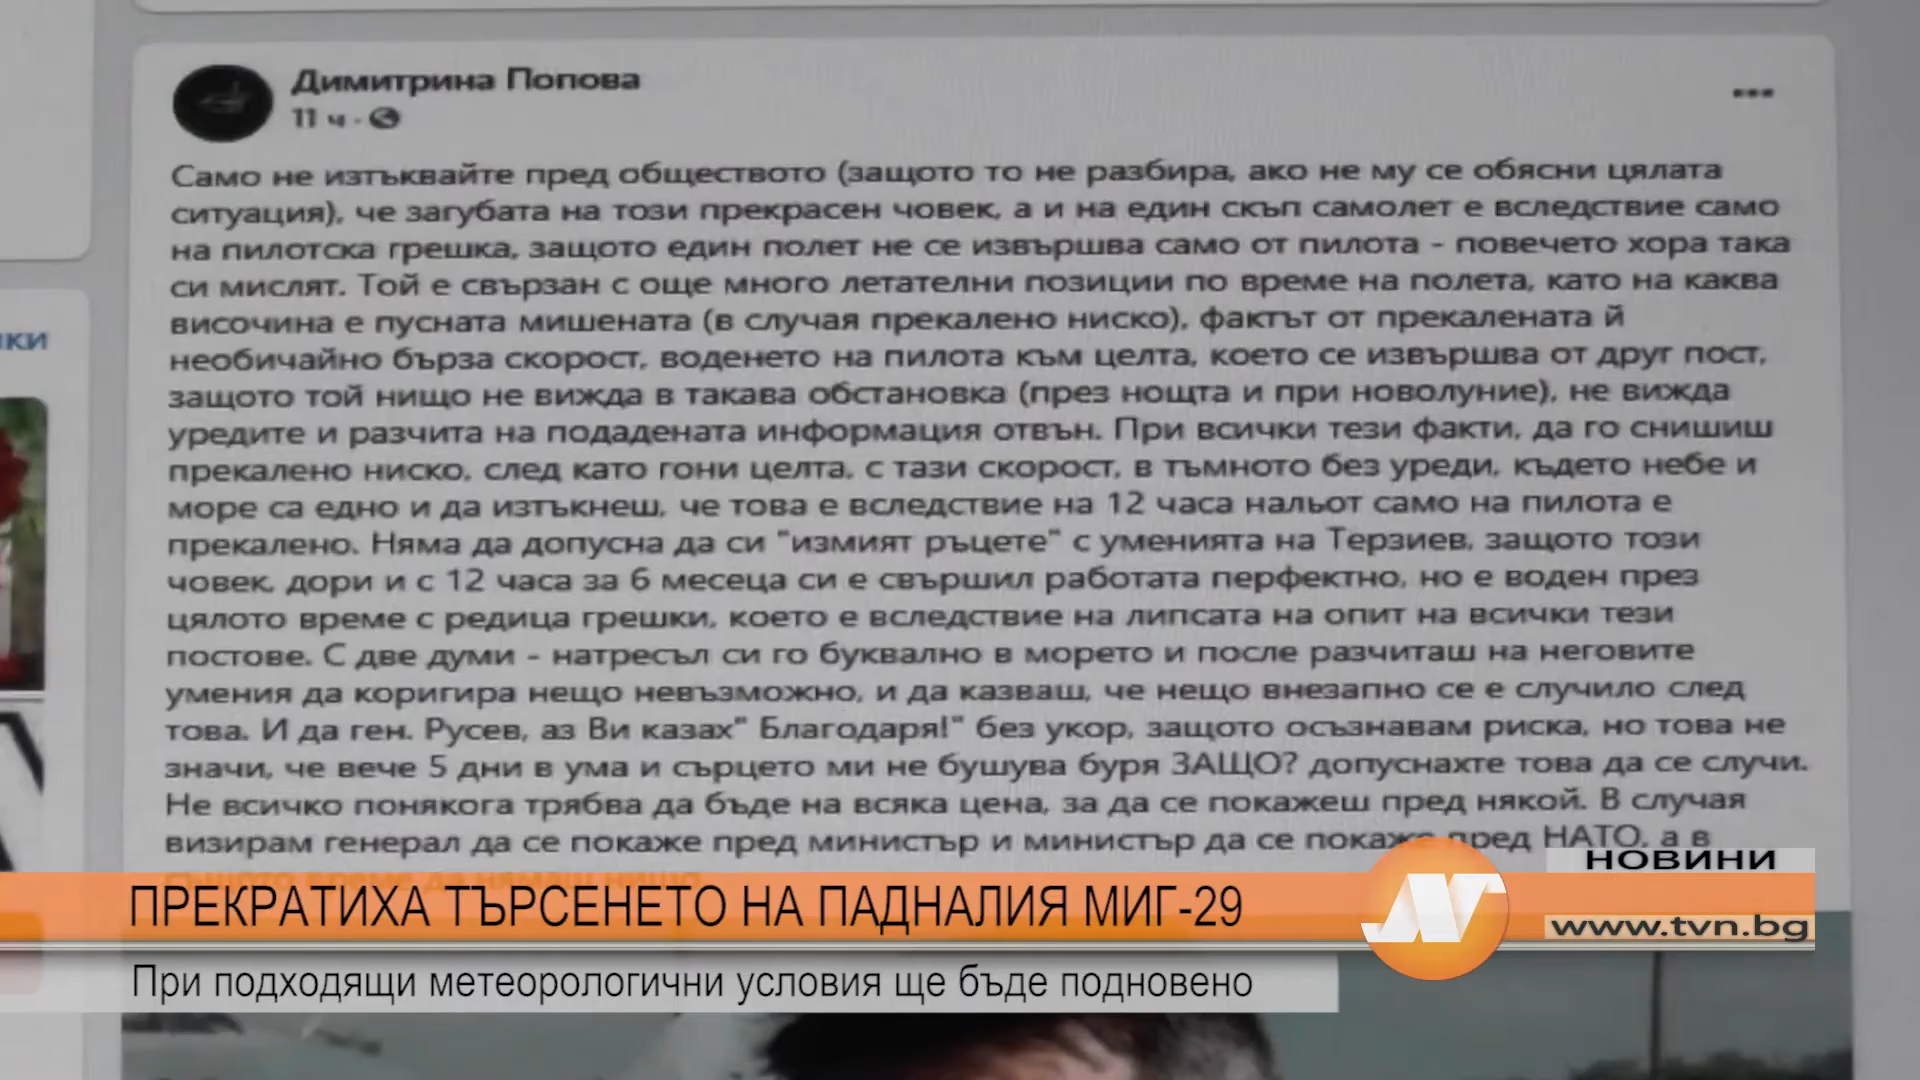 Димитрина Попова
11 ч ·
Само не изтъквайте пред обществото (защото то не разбира, ако не му се обясни цялата
ситуация), че загубата на този прекрасен човек, а и на един скъп самолет е вследствие само
на пилотска грешка, защото един полет не се извършва само от пилота - повечето хора така
си мислят. Той е свързан с още много летателни позиции по време на полета, като на каква
височина е пусната мишената (в случая прекалено ниско), фактът от прекалената й
необичайно бърза скорост, воденето на пилота към целта, което се извършва от друг пост,
защото той нищо не вижда в такава обстановка (през нощта и при новолуние), не вижда
уредите и разчита на подадената информация отвън. При всички тези факти, да го снишиш
прекалено ниско, след като гони целта, с тази скорост, в тъмното без уреди, където небе и
море са едно и да изтъкнеш, че това е вследствие на 12 часа нальот само на пилота е
прекалено. Няма да допусна да си "измият ръцете" с уменията на Терзиев, защото този
човек, дори и с 12 часа за 6 месеца си е свършил работата перфектно, но е воден през
цялото време с редица грешки, което е вследствие на липсата на опит на всички тези
постове. С две думи - натресъл си го буквално в морето и после разчиташ на неговите
умения да коригира нещо невъзможно, и да казваш, че нещо внезапно се е случило след
това. И да ген. Русев, аз Ви казах" Благодаря!" без укор, защото осъзнавам риска, но това не
значи, че вече 5 дни в ума и сърцето ми не бушува буря ЗАЩО? допуснахте това да се случи.
Не всичко понякога трябва да бъде на всяка цена, за да се покажеш пред някой. В случая
визирам генерал да се покаже пред министър и министър да се покаже пред НАТО, а в
ки
НОВИНИ
ПРЕКРАТИХА ТЪРСЕНЕТО НА ПАДНАЛИЯ МИГ-29
www.tvn.bg
При подходящи метеорологични условия ще бъде подновено